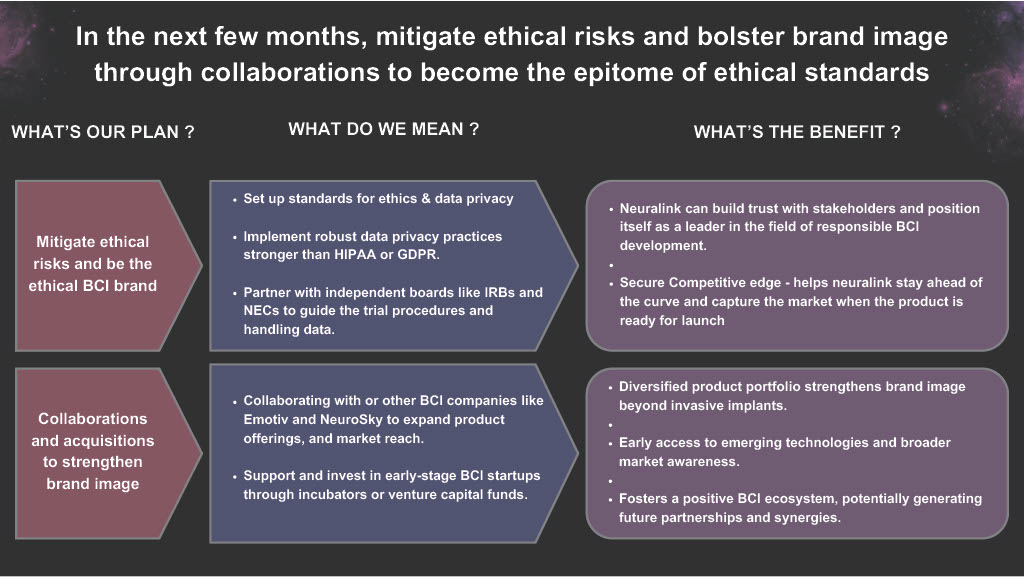 In the next few months, mitigate ethical risks and bolster brand image
through collaborations to become the epitome of ethical standards
WHAT'S OUR PLAN ?
WHAT DO WE MEAN ?
WHAT'S THE BENEFIT ?
Mitigate ethical
risks and be the
ethical BCI brand
• Set up standards for ethics & data privacy
• Implement robust data privacy practices
stronger than HIPAA or GDPR.
• Partner with independent boards like IRBs and
NECs to guide the trial procedures and
handling data.
• Neuralink can build trust with stakeholders and position
itself as a leader in the field of responsible BCI
development.
•
• Secure Competitive edge - helps neuralink stay ahead of
the curve and capture the market when the product is
ready for launch
Collaborations
and acquisitions
to strengthen
brand image
• Collaborating with or other BCI companies like
Emotiv and NeuroSky to expand product
offerings, and market reach.
• Support and invest in early-stage BCI startups
through incubators or venture capital funds.
• Diversified product portfolio strengthens brand image
beyond invasive implants.
•
• Early access to emerging technologies and broader
market awareness.
•
• Fosters a positive BCI ecosystem, potentially generating
future partnerships and synergies.